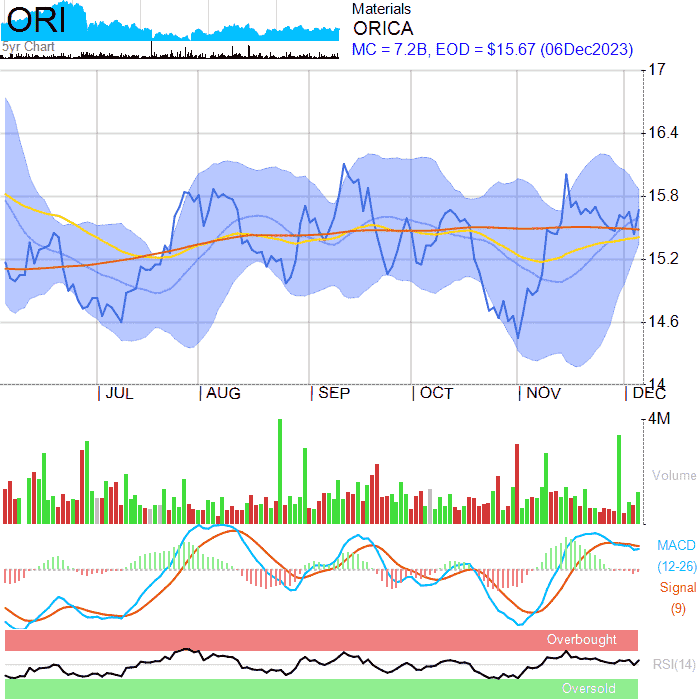 ORI
5yr Chart
Materials
ORICA
MC = 7.2B, EOD = $15.67 (06Dec2023)
17
16.4
15.8
15.2
14.6
14
JUL AUG SEP OCT NOV DEC
4M
Volume
MACD
(12-26)
Signal
(9)
Overbought
RSI(14)
Oversold